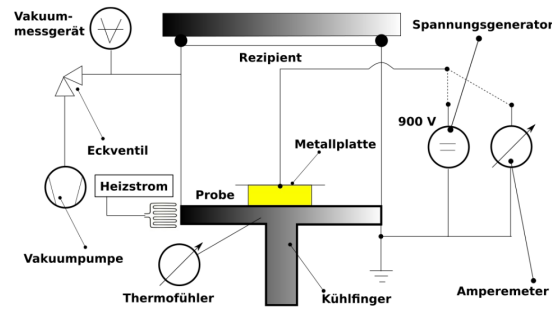 Vakuum-
messgerät
Spannungsgenerator
Rezipient
900 V
Eckventil
Metallplatte
Heizstrom
Probe
Vakuumpumpe
Thermofühler
Kühlfinger
Amperemeter